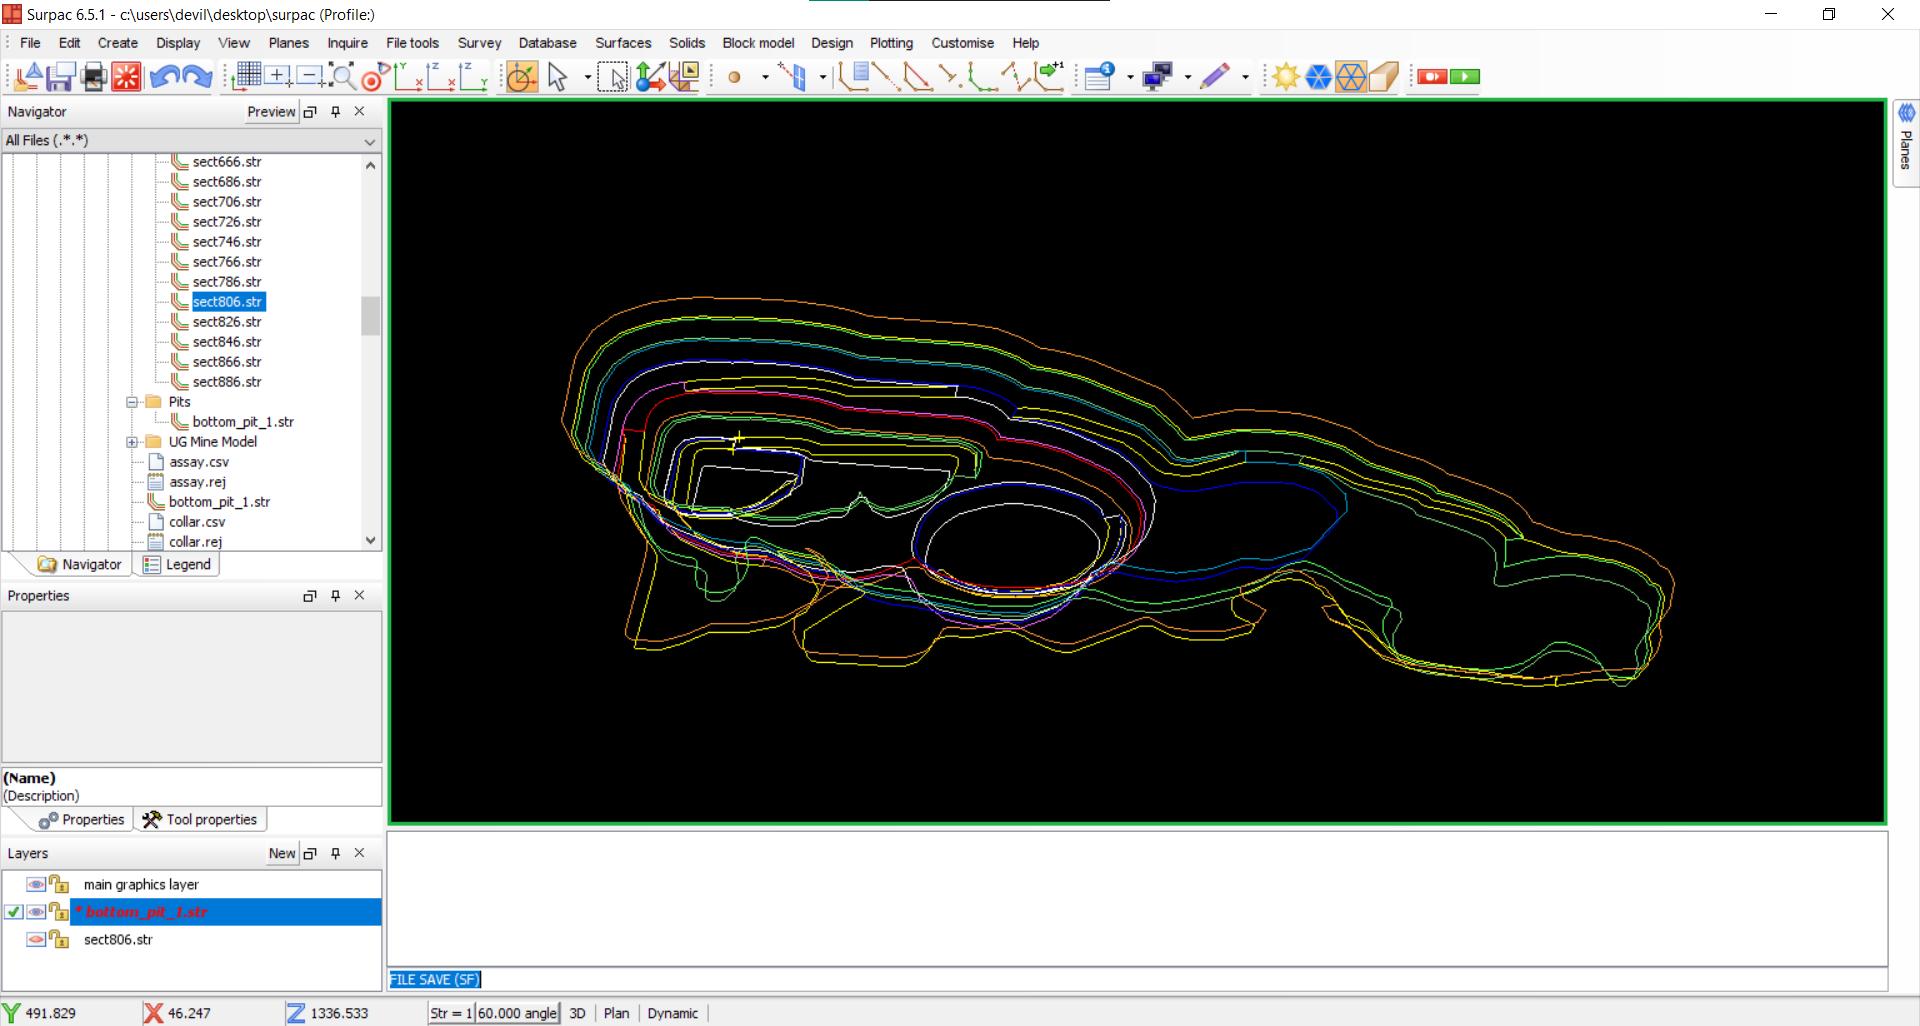 Surpac 6.5.1 - c:\users\devil\desktop\surpac (Profile:)
File Edit Create Display View Planes Inquire File tools Survey Database Surfaces Solids Block model Design Plotting Customise Help
Navigator Preview
All Files (.*.*)
sect666.str
sect686.str
sect706.str
sect726.str
sect746.str
sect766.str
sect786.str
sect806.str
sect826.str
sect846.str
sect866.str
sect886.str
Pits
bottom_pit_1.str
UG Mine Model
assay.csv
assay.rej
bottom_pit_1.str
collar.csv
collar.rej
Navigator Legend
Properties
(Name)
(Description)
Properties Tool properties
Layers New
main graphics layer
* bottom_pit_1.str
sect806.str
Planes
FILE SAVE (SF)
Y 491.829 X 46.247 Z 1336.533 Str = 1 60.000 angle 3D Plan Dynamic